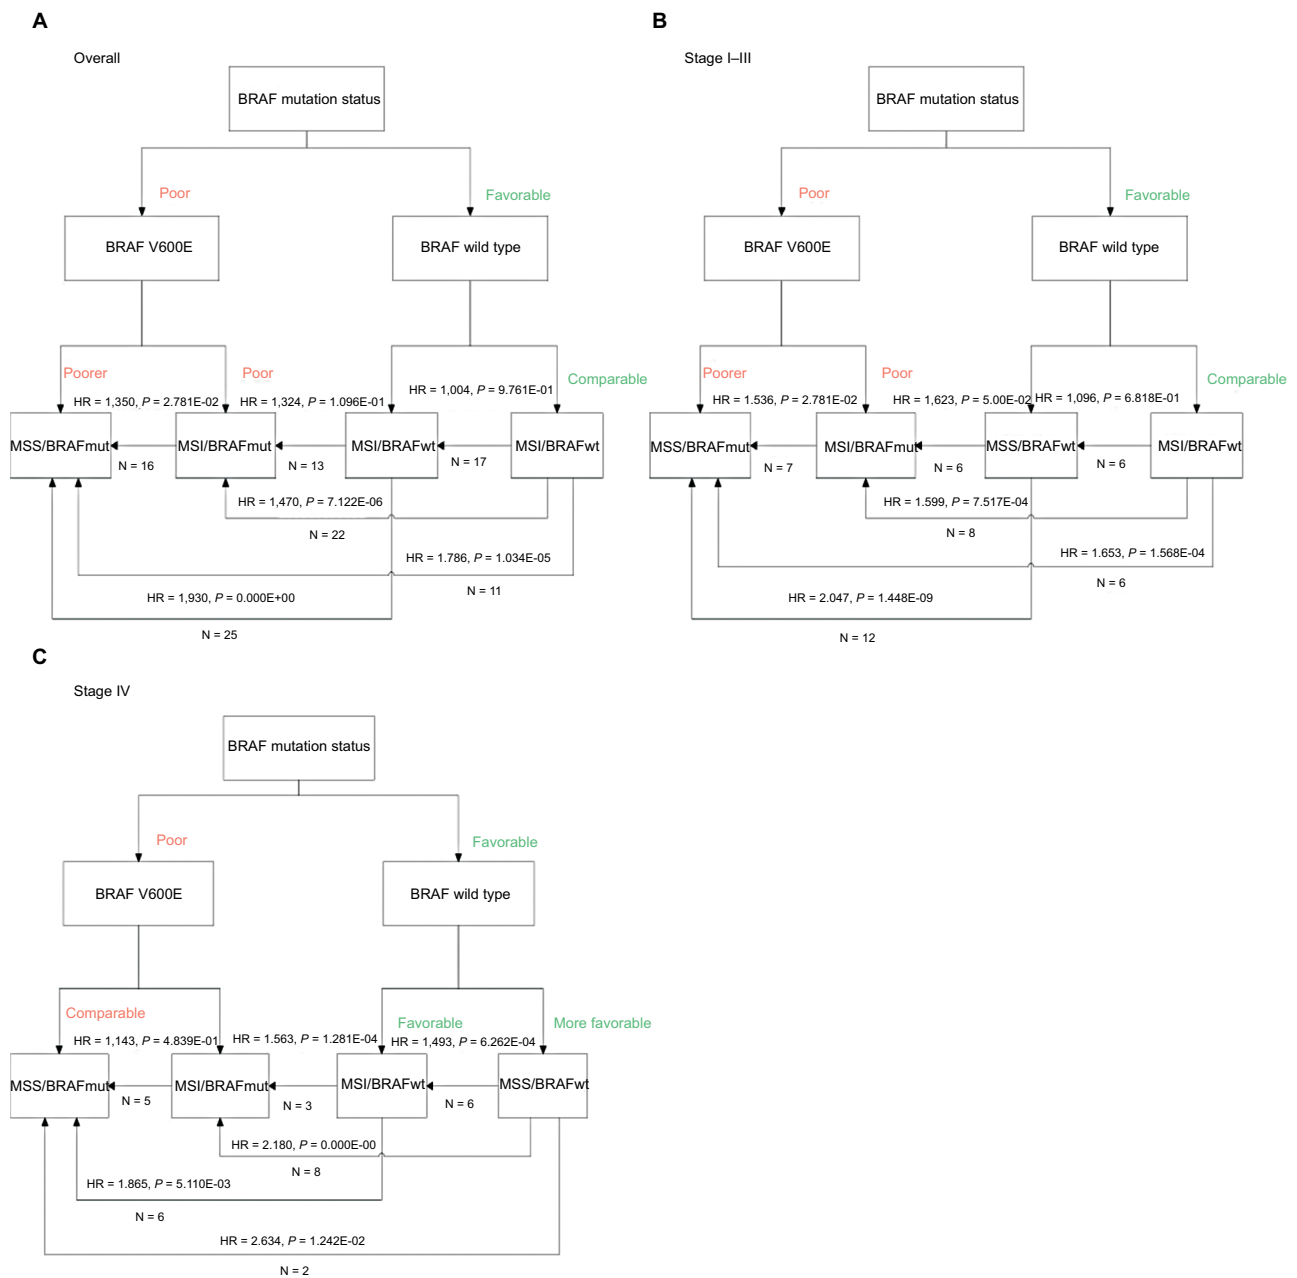 A
Overall
BRAF mutation status
Poor
Favorable
BRAF V600E
BRAF wild type
Poorer
Poor
Comparable
HR = 1,350, P = 2.781E-02
HR = 1,324, P = 1.096E-01
HR = 1,004, P = 9.761E-01
MSS/BRAFmut
MSI/BRAFmut
MSI/BRAFwt
MSI/BRAFwt
N = 16
N = 13
N = 17
HR = 1,470, P = 7.122E-06
N = 22
HR = 1.786, P = 1.034E-05
N = 11
HR = 1,930, P = 0.000E+00
N = 25
B
Stage I–III
BRAF mutation status
Poor
Favorable
BRAF V600E
BRAF wild type
Poorer
Poor
Comparable
HR = 1.536, P = 2.781E-02
HR = 1,623, P = 5.00E-02
HR = 1,096, P = 6.818E-01
MSS/BRAFmut
MSI/BRAFmut
MSS/BRAFwt
MSI/BRAFwt
N = 7
N = 6
N = 6
HR = 1.599, P = 7.517E-04
N = 8
HR = 1.653, P = 1.568E-04
N = 6
HR = 2.047, P = 1.448E-09
N = 12
C
Stage IV
BRAF mutation status
Poor
Favorable
BRAF V600E
BRAF wild type
Comparable
Favorable
More favorable
HR = 1,143, P = 4.839E-01
HR = 1.563, P = 1.281E-04
HR = 1,493, P = 6.262E-04
MSS/BRAFmut
MSI/BRAFmut
MSI/BRAFwt
MSS/BRAFwt
N = 5
N = 3
N = 6
HR = 2.180, P = 0.000E-00
N = 8
HR = 1.865, P = 5.110E-03
N = 6
HR = 2.634, P = 1.242E-02
N = 2